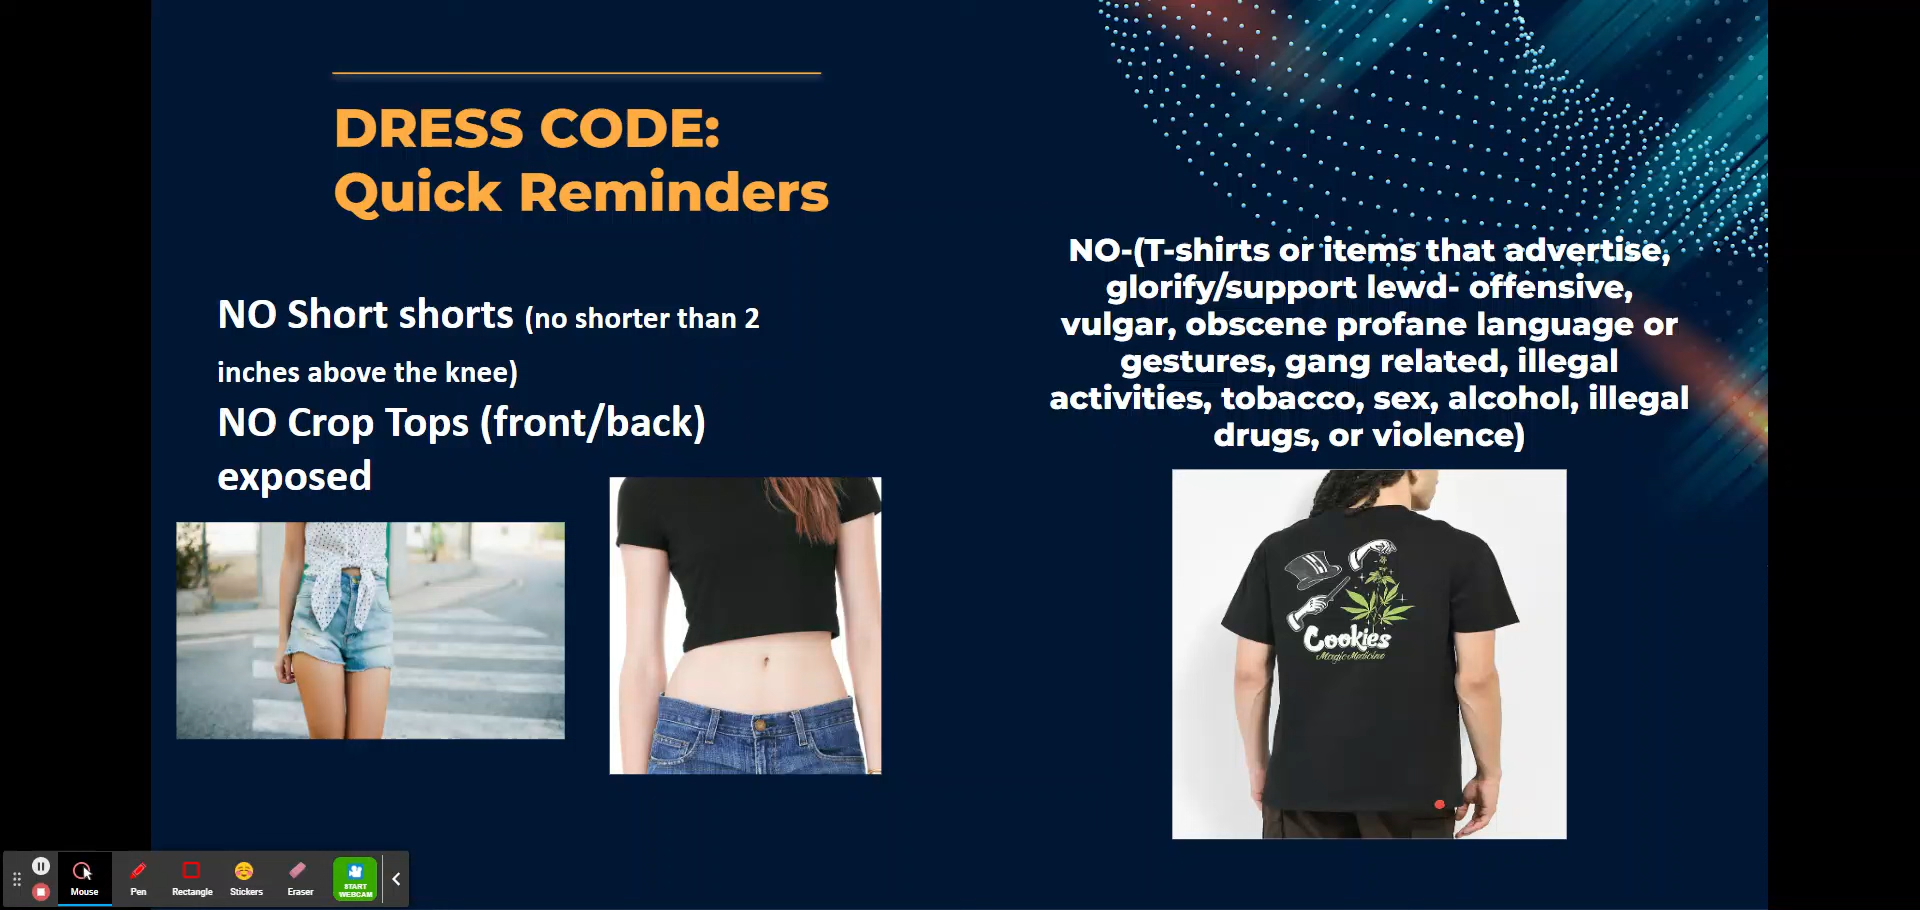 DRESS CODE:
Quick Reminders
NO Short shorts (no shorter than 2
inches above the knee)
NO Crop Tops (front/back)
exposed
NO-(T-shirts or items that advertise,
glorify/support lewd- offensive,
vulgar, obscene profane language or
gestures, gang related, illegal
activities, tobacco, sex, alcohol, illegal
drugs, or violence)
Cookies
Magic Medicine
Mouse
Pen
Rectangle
Stickers
Eraser
START
WEBCAM